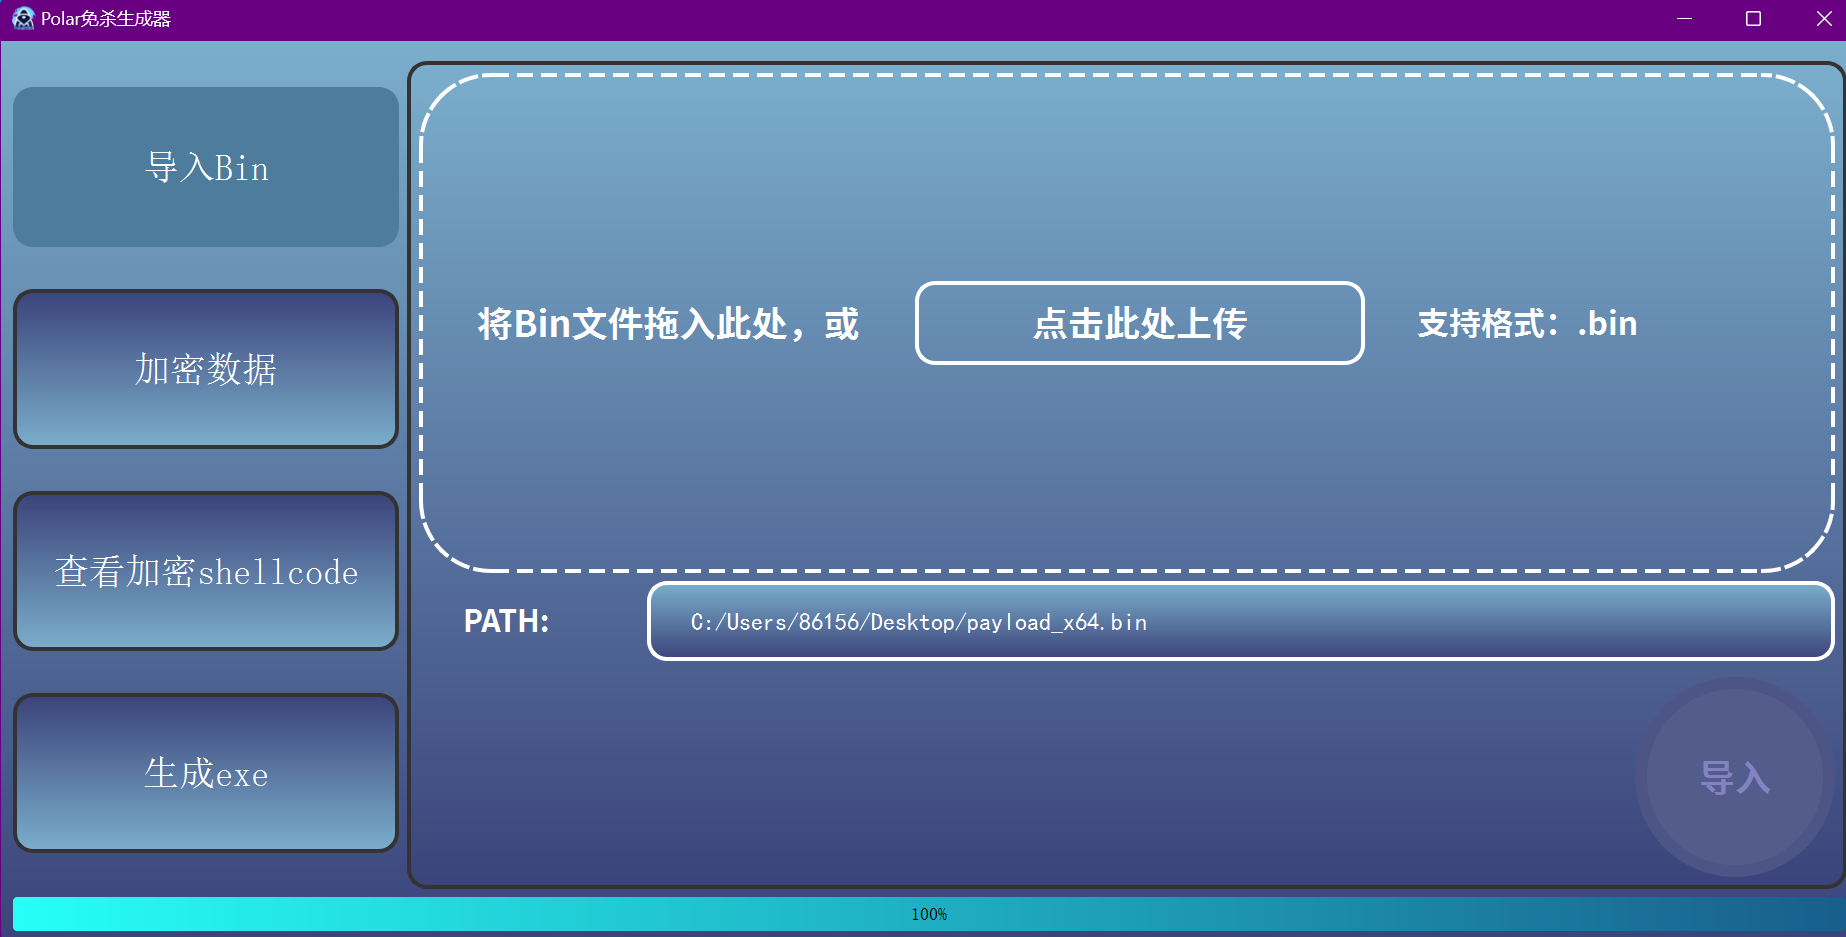 Polar免杀生成器
导入Bin
加密数据
查看加密shellcode
生成exe
将Bin文件拖入此处，或
点击此处上传
支持格式：.bin
PATH:
C:/Users/86156/Desktop/payload_x64.bin
导入
100%